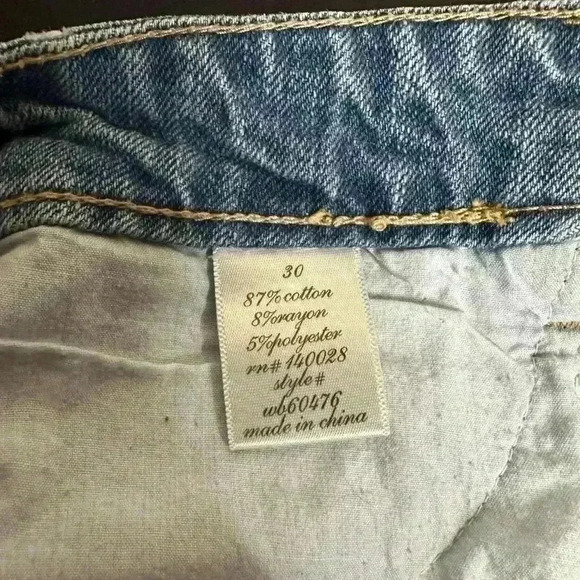 30
87% cotton
8% rayon
5% polyester
rn# 140028
style#
wb60476
made in china